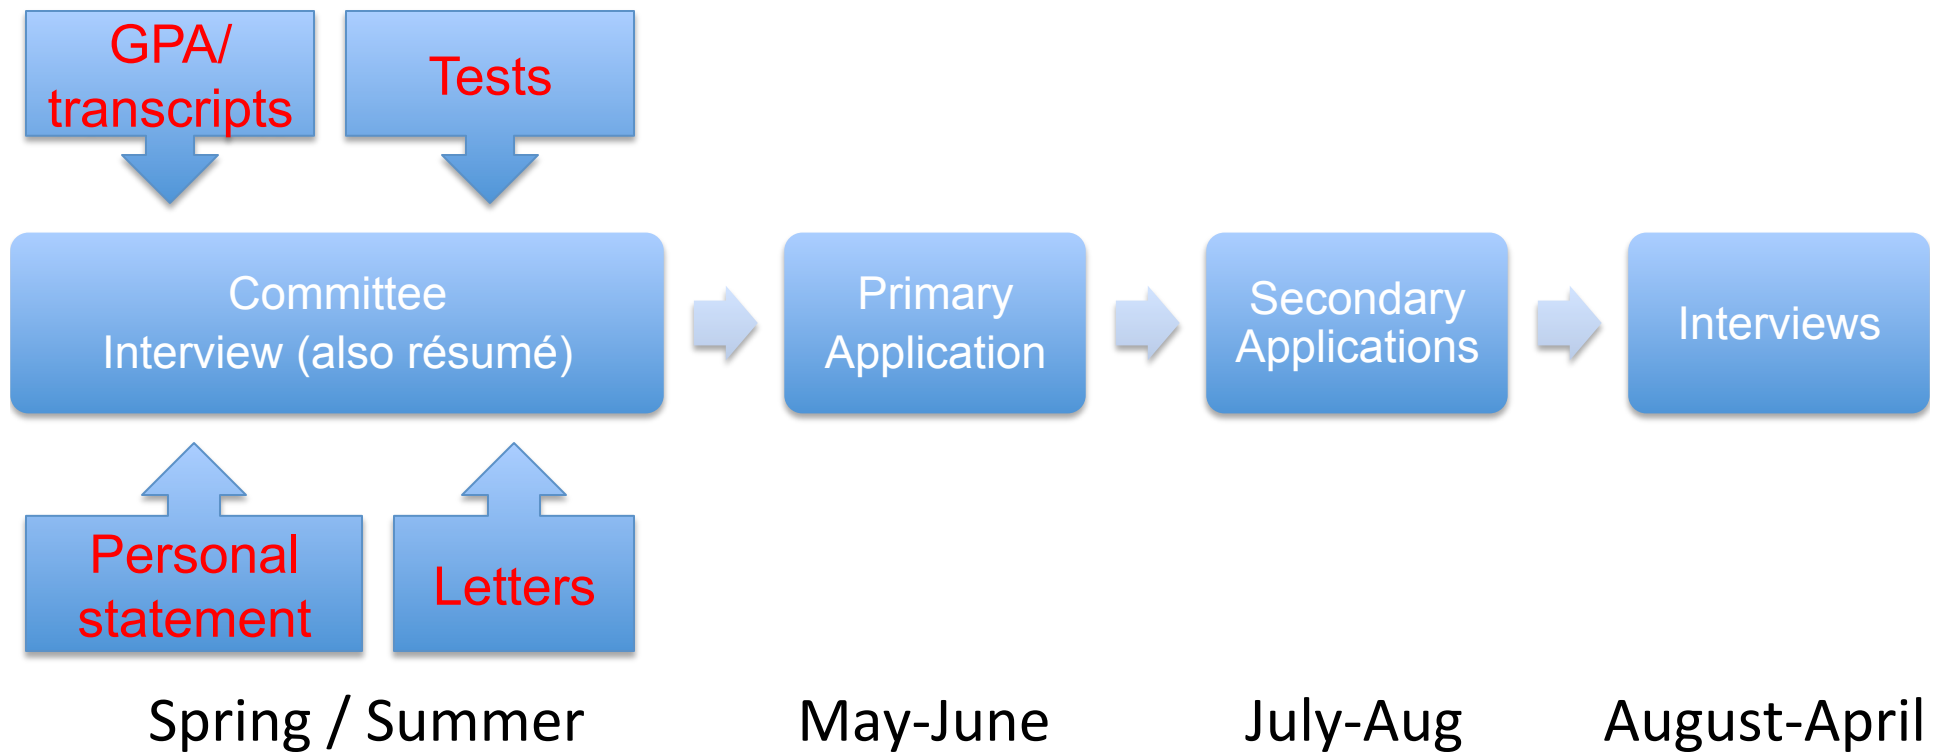 GPA/
transcripts
Tests
Committee
Interview (also résumé)
Primary
Application
Secondary
Applications
Interviews
Personal
statement
Letters
Spring / Summer
May-June
July-Aug
August-April